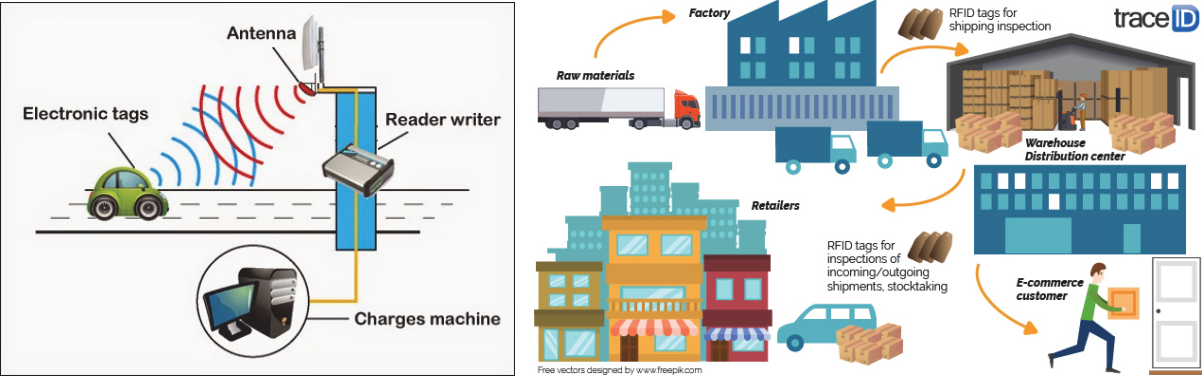 Antenna
Electronic tags
Reader writer
Charges machine
Factory
RFID tags for
shipping inspection
traceID
Raw materials
Warehouse
Distribution center
Retailers
RFID tags for
inspections of
incoming/outgoing
shipments, stocktaking
E-commerce
customer
Free vectors designed by www.freepik.com